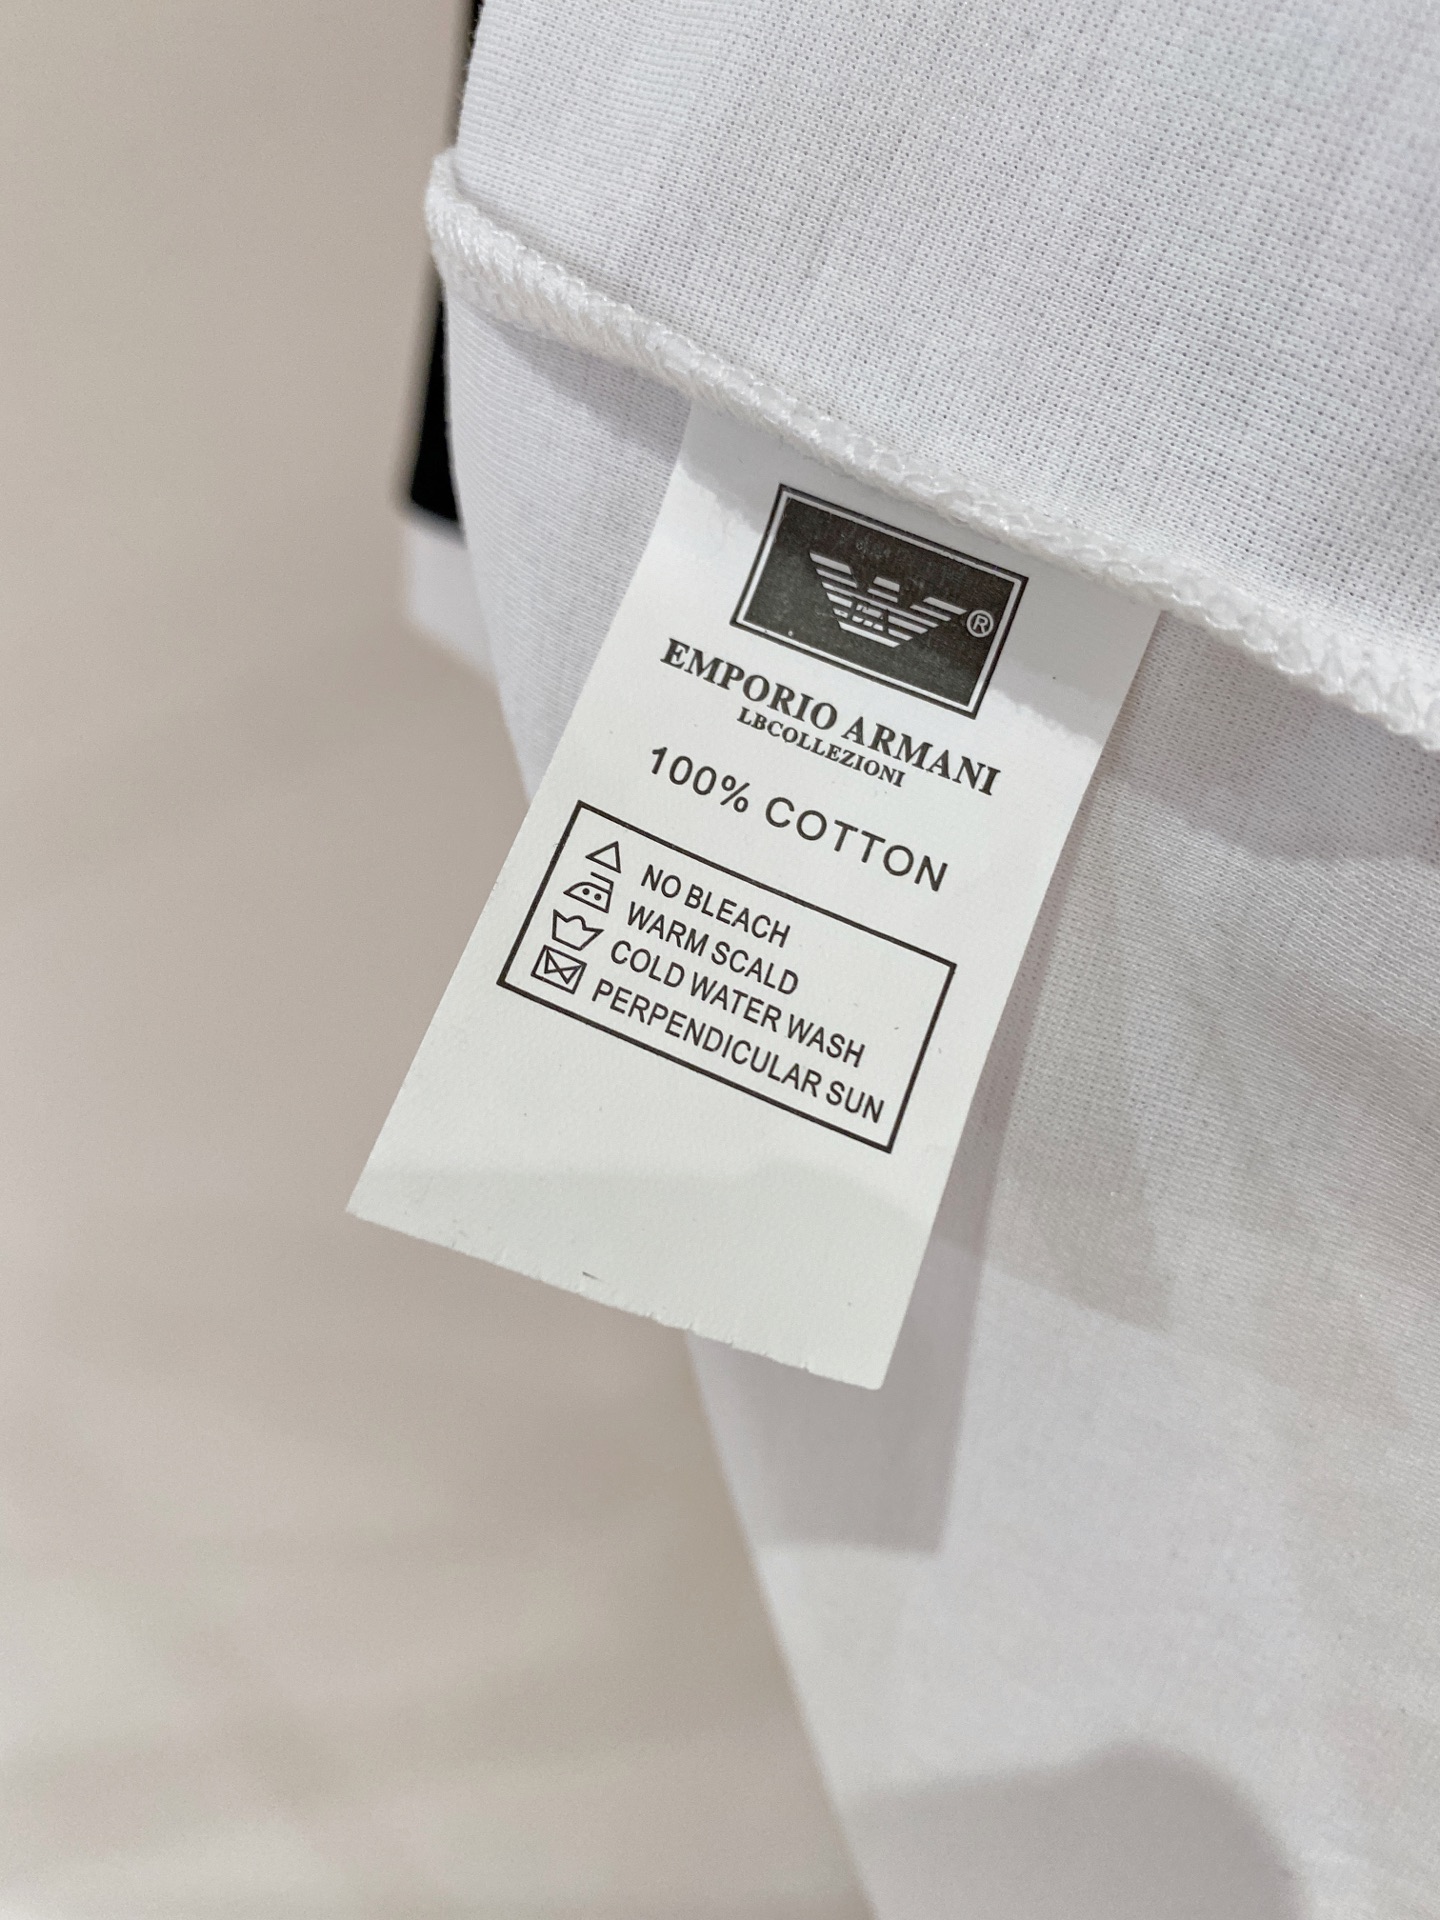 ®
EMPORIO ARMANI
LBCOLLEZIONI
100% COTTON
NO BLEACH
WARM SCALD
COLD WATER WASH
PERPENDICULAR SUN